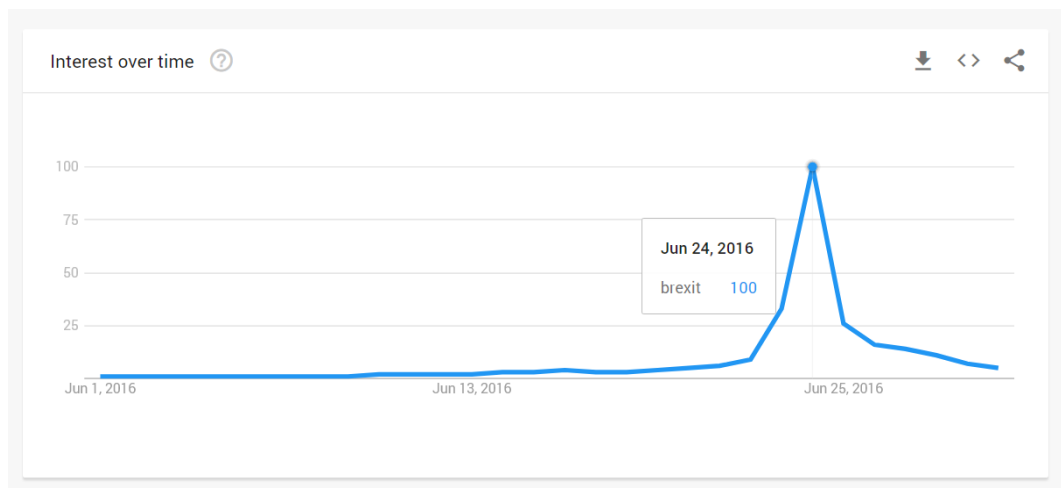 Interest over time
100
75
50
25
Jun 24, 2016
brexit 100
Jun 1, 2016
Jun 13, 2016
Jun 25, 2016